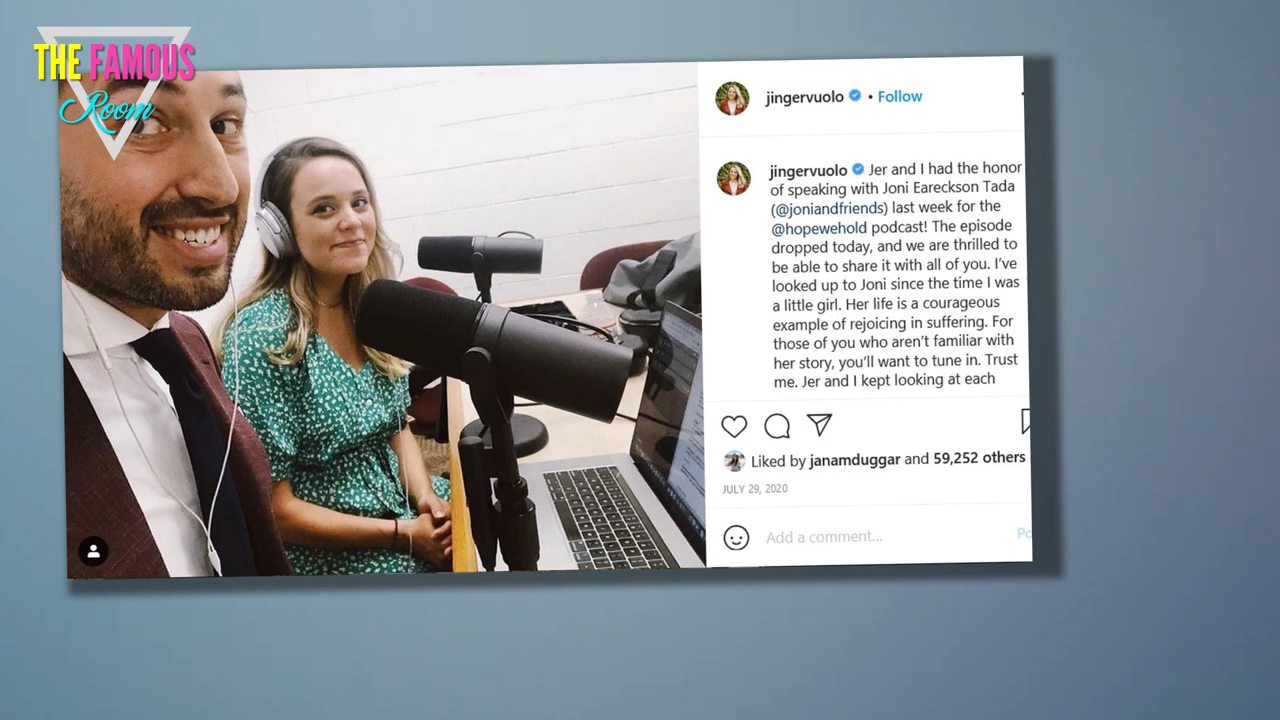 THE FAMOUS
Room
jingervuolo • Follow
jingervuolo Jer and I had the honor
of speaking with Joni Eareckson Tada
(@joniandfriends) last week for the
@hopewehold podcast! The episode
dropped today, and we are thrilled to
be able to share it with all of you. I've
looked up to Joni since the time I was
a little girl. Her life is a courageous
example of rejoicing in suffering. For
those of you who aren't familiar with
her story, you'll want to tune in. Trust
me. Jer and I kept looking at each
Liked by janamduggar and 59,252 others
JULY 29, 2020
Add a comment...